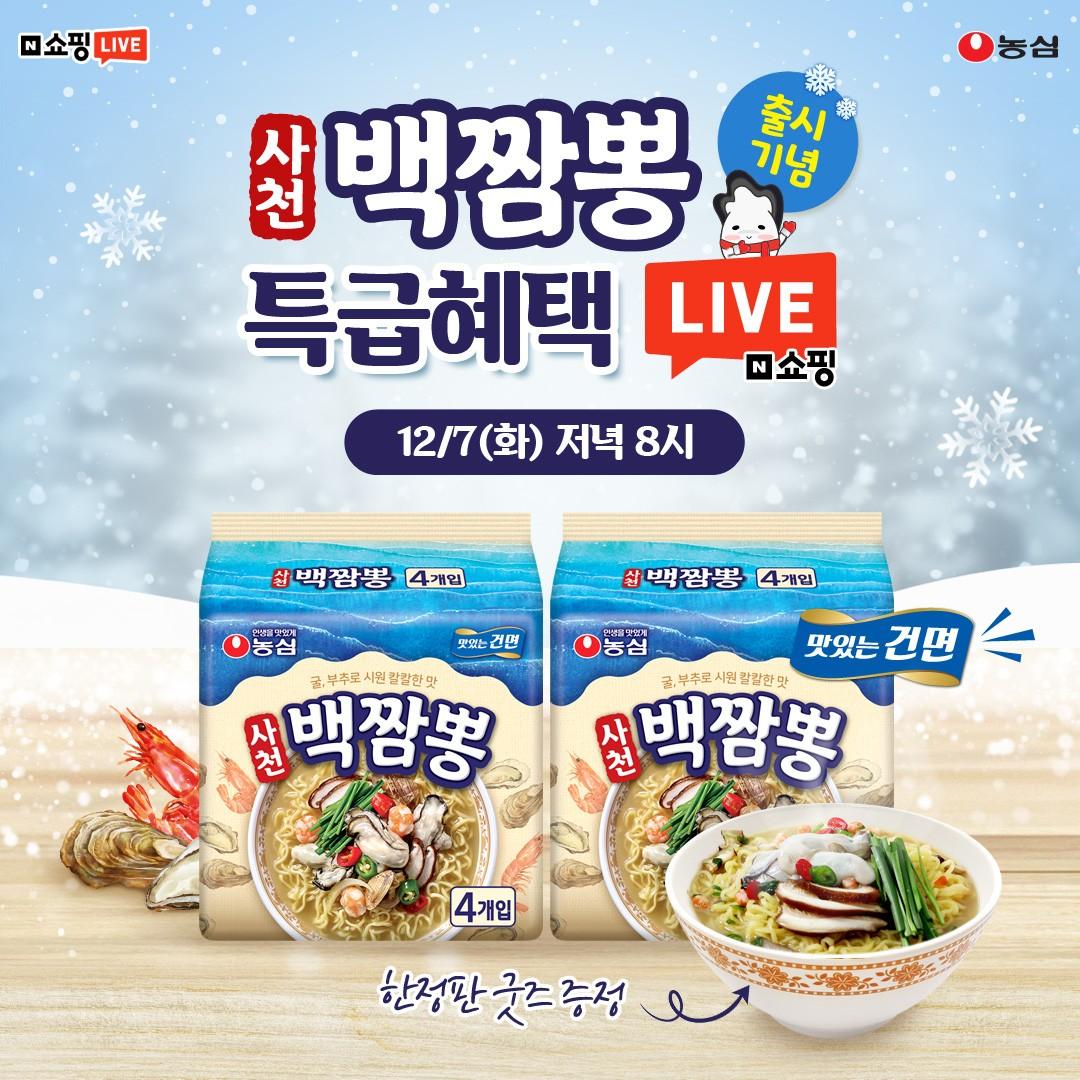 N 쇼핑 LIVE
농심
출시
기념
사천 백짬뽕
특급혜택 LIVE
N 쇼핑
12/7(화) 저녁 8시
사천 백짬뽕 4개입
인생을 맛있게
농심
맛있는 건면
굴, 부추로 시원 칼칼한 맛
사천 백짬뽕
4개입
사천 백짬뽕 4개입
인생을 맛있게
농심
맛있는 건면
굴, 부추로 시원 칼칼한 맛
사천 백짬뽕
한정판 굿즈 증정